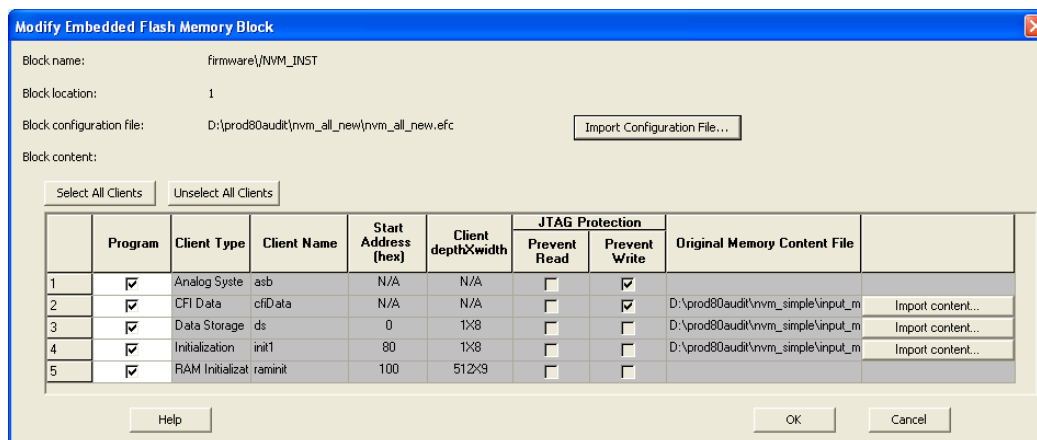 Modify Embedded Flash Memory Block
Block name: firmware\/NVM_INST
Block location: 1
Block configuration file: D:\prod80audit\nvm_all_new\nvm_all_new.efc Import Configuration File...
Block content:
Select All Clients Unselect All Clients
Program Client Type Client Name Start Address (hex) Client depthXwidth JTAG Protection Prevent Read Prevent Write Original Memory Content File
1 Analog Syste asb N/A N/A
2 CFI Data cfiData N/A N/A D:\prod80audit\nvm_simple\input_m Import content...
3 Data Storage ds 0 1X8 D:\prod80audit\nvm_simple\input_m Import content...
4 Initialization init1 80 1X8 D:\prod80audit\nvm_simple\input_m Import content...
5 RAM Initializat raminit 100 512X9
Help OK Cancel